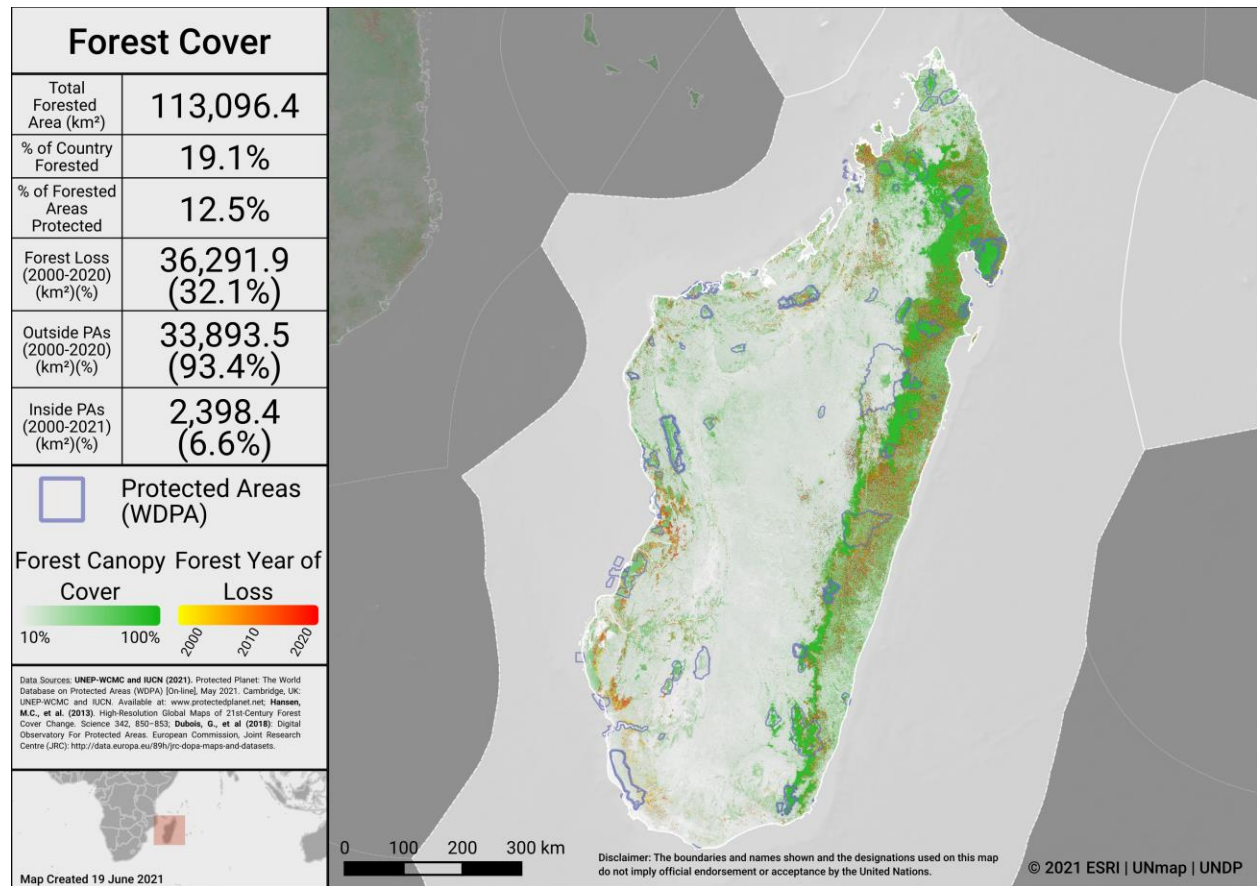 Forest Cover
Total
Forested
Area (km²)
113,096.4
% of Country
Forested
19.1%
% of Forested
Areas
Protected
12.5%
Forest Loss
(2000-2020)
(km²)(%)
36,291.9
(32.1%)
Outside PAs
(2000-2020)
(km²)(%)
33,893.5
(93.4%)
Inside PAs
(2000-2021)
(km²)(%)
2,398.4
(6.6%)
Protected Areas
(WDPA)
Forest Canopy
Cover
10% 100%
Forest Year of
Loss
2000 2010 2020
Data Sources: UNEP-WCMC and IUCN (2021). Protected Planet: The World
Database on Protected Areas (WDPA) [On-line], May 2021. Cambridge, UK:
UNEP-WCMC and IUCN. Available at: www.protectedplanet.net; Hansen,
M.C., et al. (2013). High-Resolution Global Maps of 21st-Century Forest
Cover Change. Science 342, 850–853; Dubois, G., et al (2018): Digital
Observatory For Protected Areas. European Commission, Joint Research
Centre (JRC): http://data.europa.eu/89h/jrc-dopa-maps-and-datasets.
Map Created 19 June 2021
0 100 200 300 km
Disclaimer: The boundaries and names shown and the designations used on this map
do not imply official endorsement or acceptance by the United Nations.
© 2021 ESRI | UNmap | UNDP